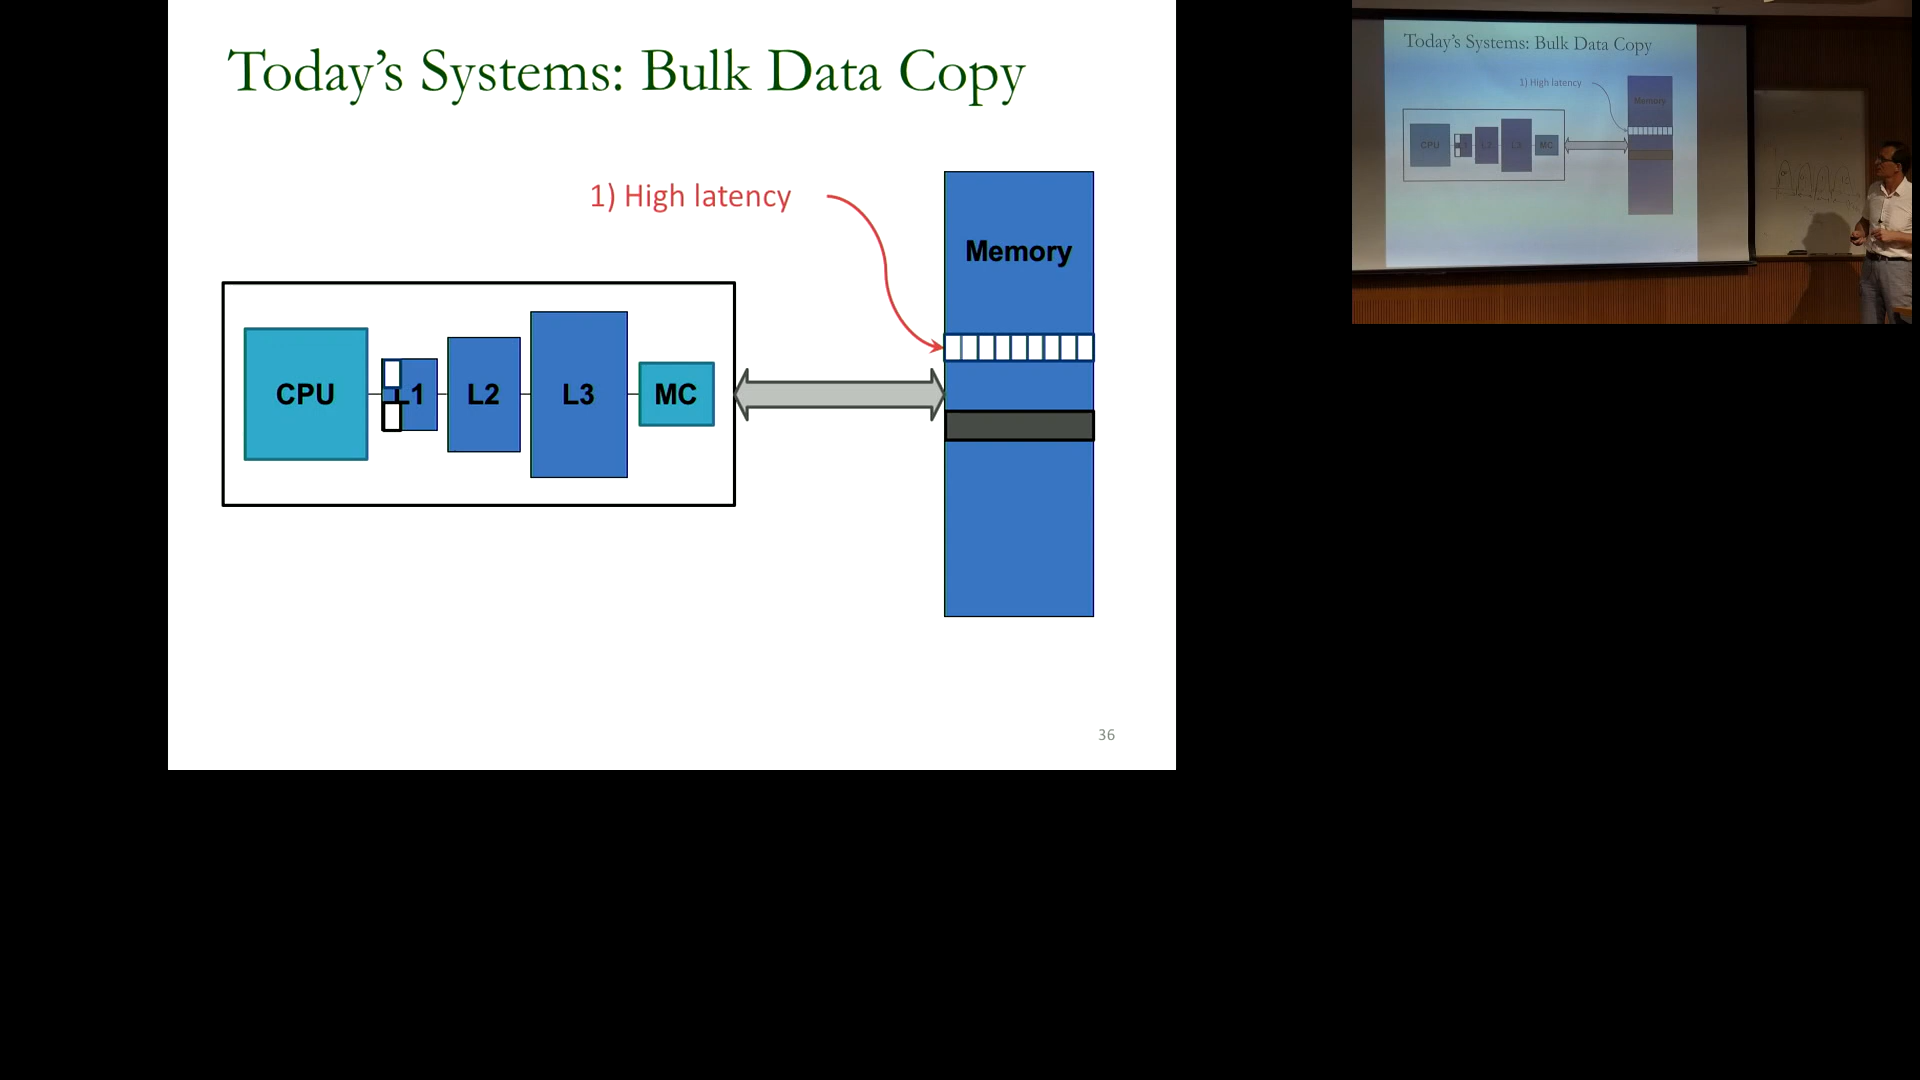 Today's Systems: Bulk Data Copy
1) High latency
Memory
CPU
L1
L2
L3
MC
36
Today's Systems: Bulk Data Copy
1) High latency
Memory
CPU
L2
L3
MC